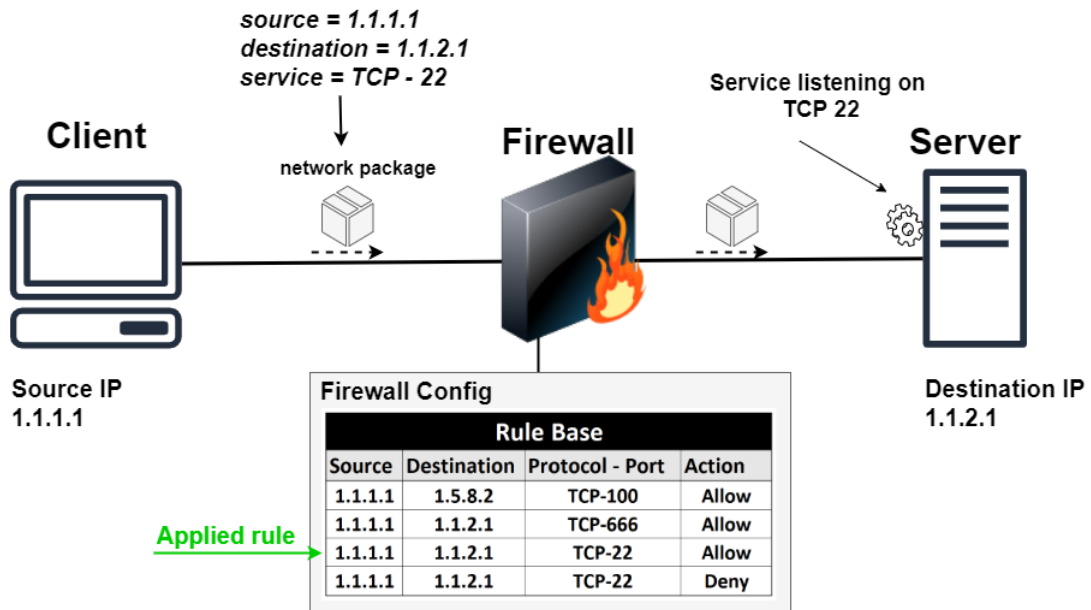 source = 1.1.1.1
destination = 1.1.2.1
service = TCP - 22
Service listening on
TCP 22
Client
Firewall
Server
network package
Source IP
1.1.1.1
Destination IP
1.1.2.1
Firewall Config
Rule Base
Source Destination Protocol - Port Action
1.1.1.1 1.5.8.2 TCP-100 Allow
1.1.1.1 1.1.2.1 TCP-666 Allow
Applied rule
1.1.1.1 1.1.2.1 TCP-22 Allow
1.1.1.1 1.1.2.1 TCP-22 Deny